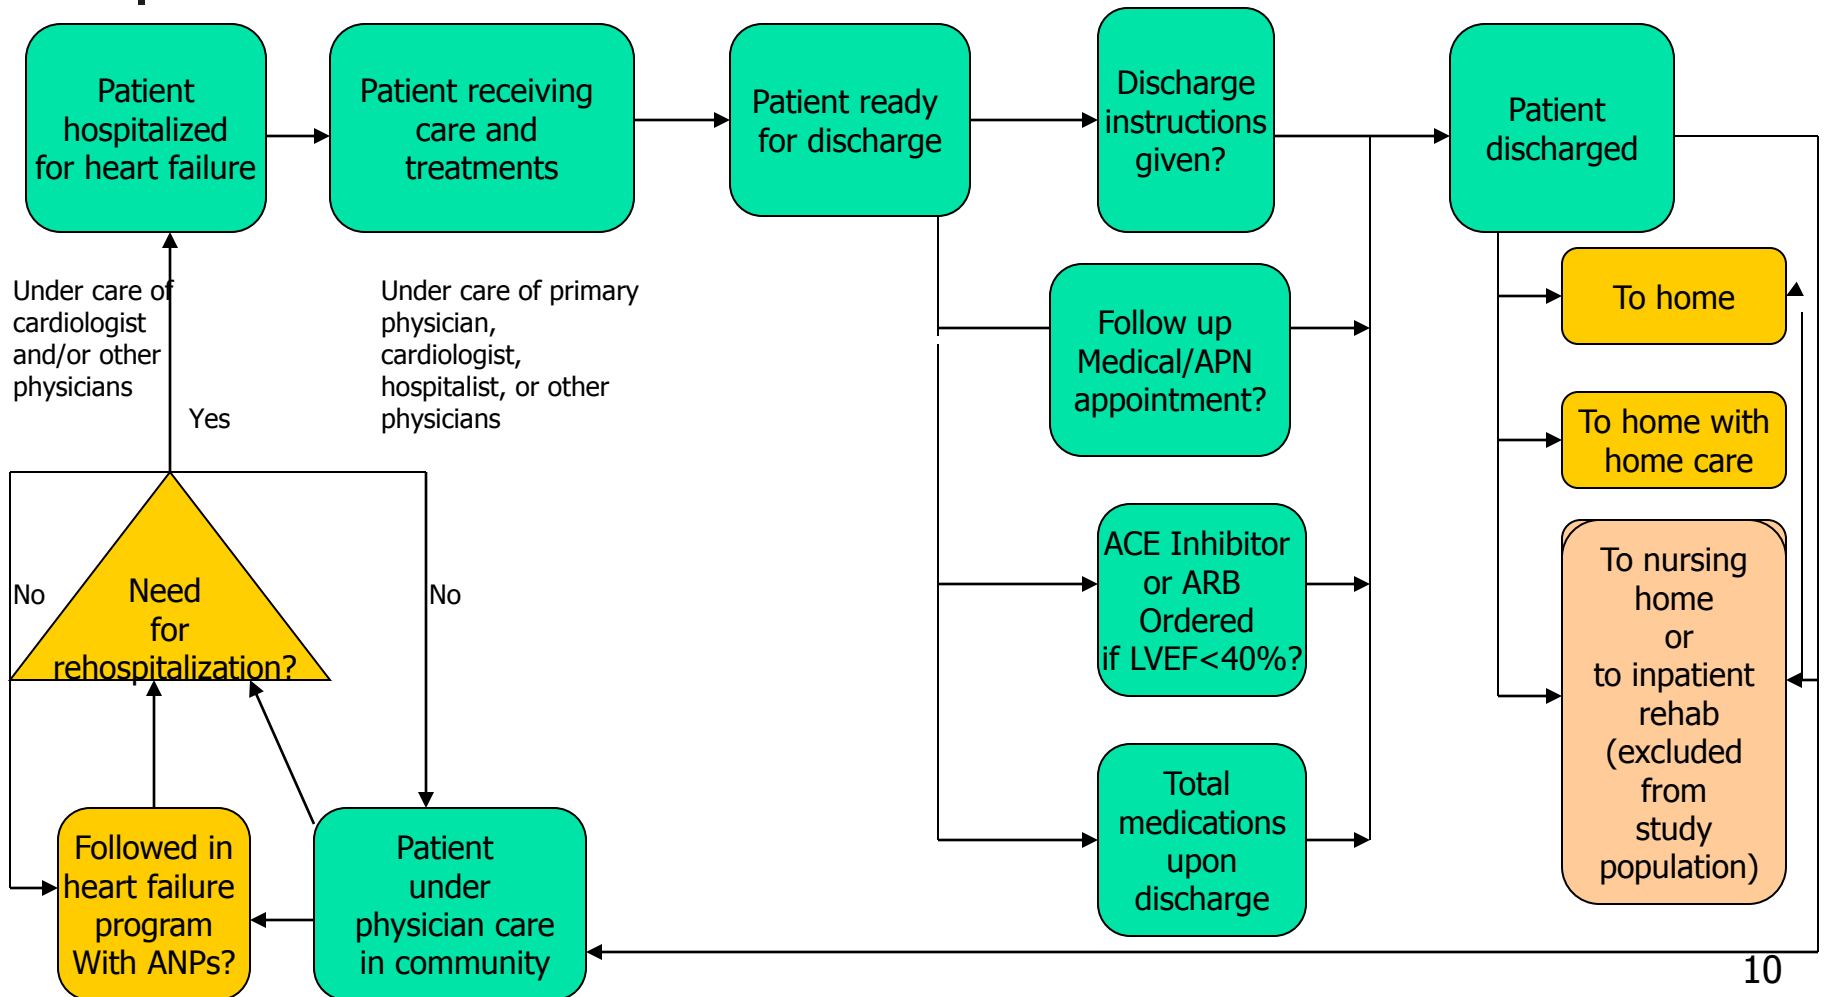 Patient
hospitalized
for heart failure
Patient receiving
care and
treatments
Patient ready
for discharge
Discharge
instructions
given?
Patient
discharged
Under care of
cardiologist
and/or other
physicians
Under care of primary
physician,
cardiologist,
hospitalist, or other
physicians
Yes
Follow up
Medical/APN
appointment?
To home
To home with
home care
No
Need
for
rehospitalization?
No
ACE Inhibitor
or ARB
Ordered
if LVEF<40%?
To nursing
home
or
to inpatient
rehab
(excluded
from
study
population)
Followed in
heart failure
program
With ANPs?
Patient
under
physician care
in community
Total
medications
upon
discharge
10